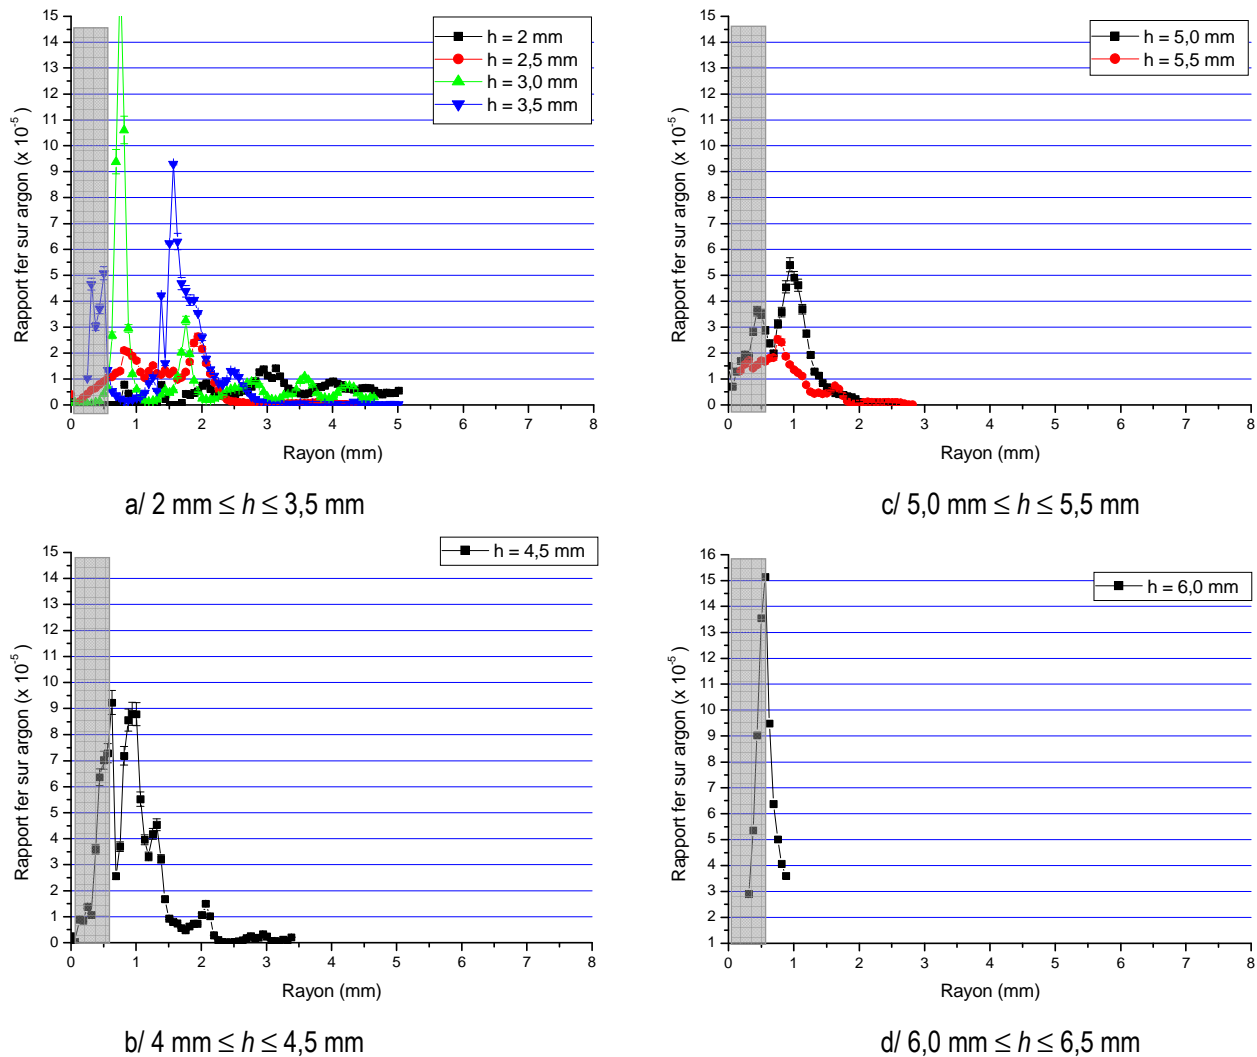 15
14
13
12
11
10
9
8
7
6
5
4
3
2
1
0
Rapport fer sur argon (x 10-5)
h = 2 mm
h = 2,5 mm
h = 3,0 mm
h = 3,5 mm
0 1 2 3 4 5 6 7 8
Rayon (mm)
a/ 2 mm ≤ h ≤ 3,5 mm
15
14
13
12
11
10
9
8
7
6
5
4
3
2
1
0
Rapport fer sur argon (x 10-5)
h = 5,0 mm
h = 5,5 mm
0 1 2 3 4 5 6 7 8
Rayon (mm)
c/ 5,0 mm ≤ h ≤ 5,5 mm
15
14
13
12
11
10
9
8
7
6
5
4
3
2
1
0
Rapport fer sur argon (x 10-5)
h = 4,5 mm
0 1 2 3 4 5 6 7 8
Rayon (mm)
b/ 4 mm ≤ h ≤ 4,5 mm
16
15
14
13
12
11
10
9
8
7
6
5
4
3
2
1
Rapport fer sur argon (x 10-5)
h = 6,0 mm
0 1 2 3 4 5 6 7 8
Rayon (mm)
d/ 6,0 mm ≤ h ≤ 6,5 mm